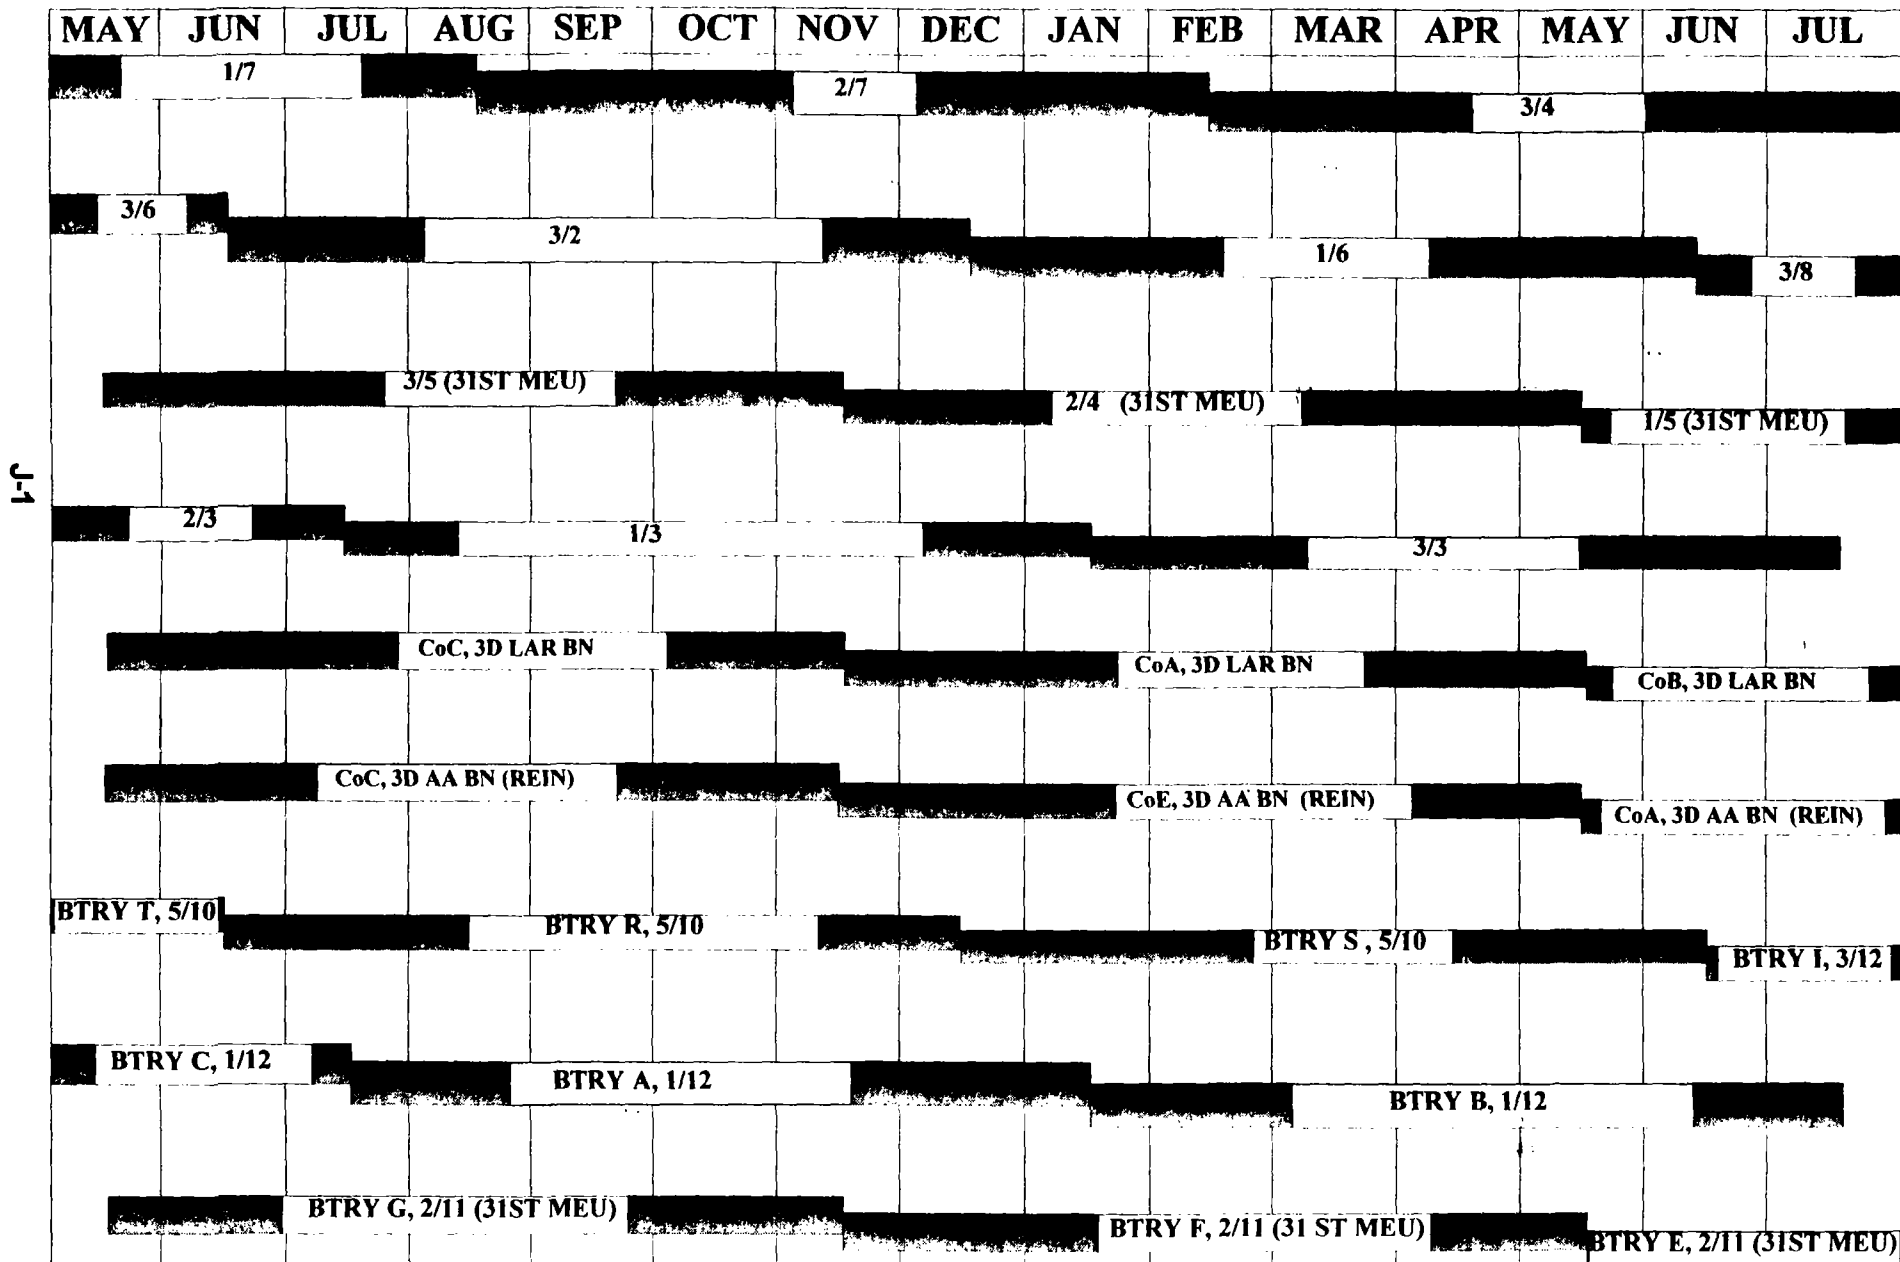 MAY JUN JUL AUG SEP OCT NOV DEC JAN FEB MAR APR MAY JUN JUL
1/7
2/7
3/4
3/6
3/2
1/6
3/8
3/5 (31ST MEU)
2/4 (31ST MEU)
1/5 (31ST MEU)
J-1
2/3
1/3
3/3
CoC, 3D LAR BN
CoA, 3D LAR BN
CoB, 3D LAR BN
CoC, 3D AA BN (REIN)
CoE, 3D AA BN (REIN)
CoA, 3D AA BN (REIN)
BTRY T, 5/10
BTRY R, 5/10
BTRY S , 5/10
BTRY I, 3/12
BTRY C, 1/12
BTRY A, 1/12
BTRY B, 1/12
BTRY G, 2/11 (31ST MEU)
BTRY F, 2/11 (31 ST MEU)
BTRY E, 2/11 (31ST MEU)